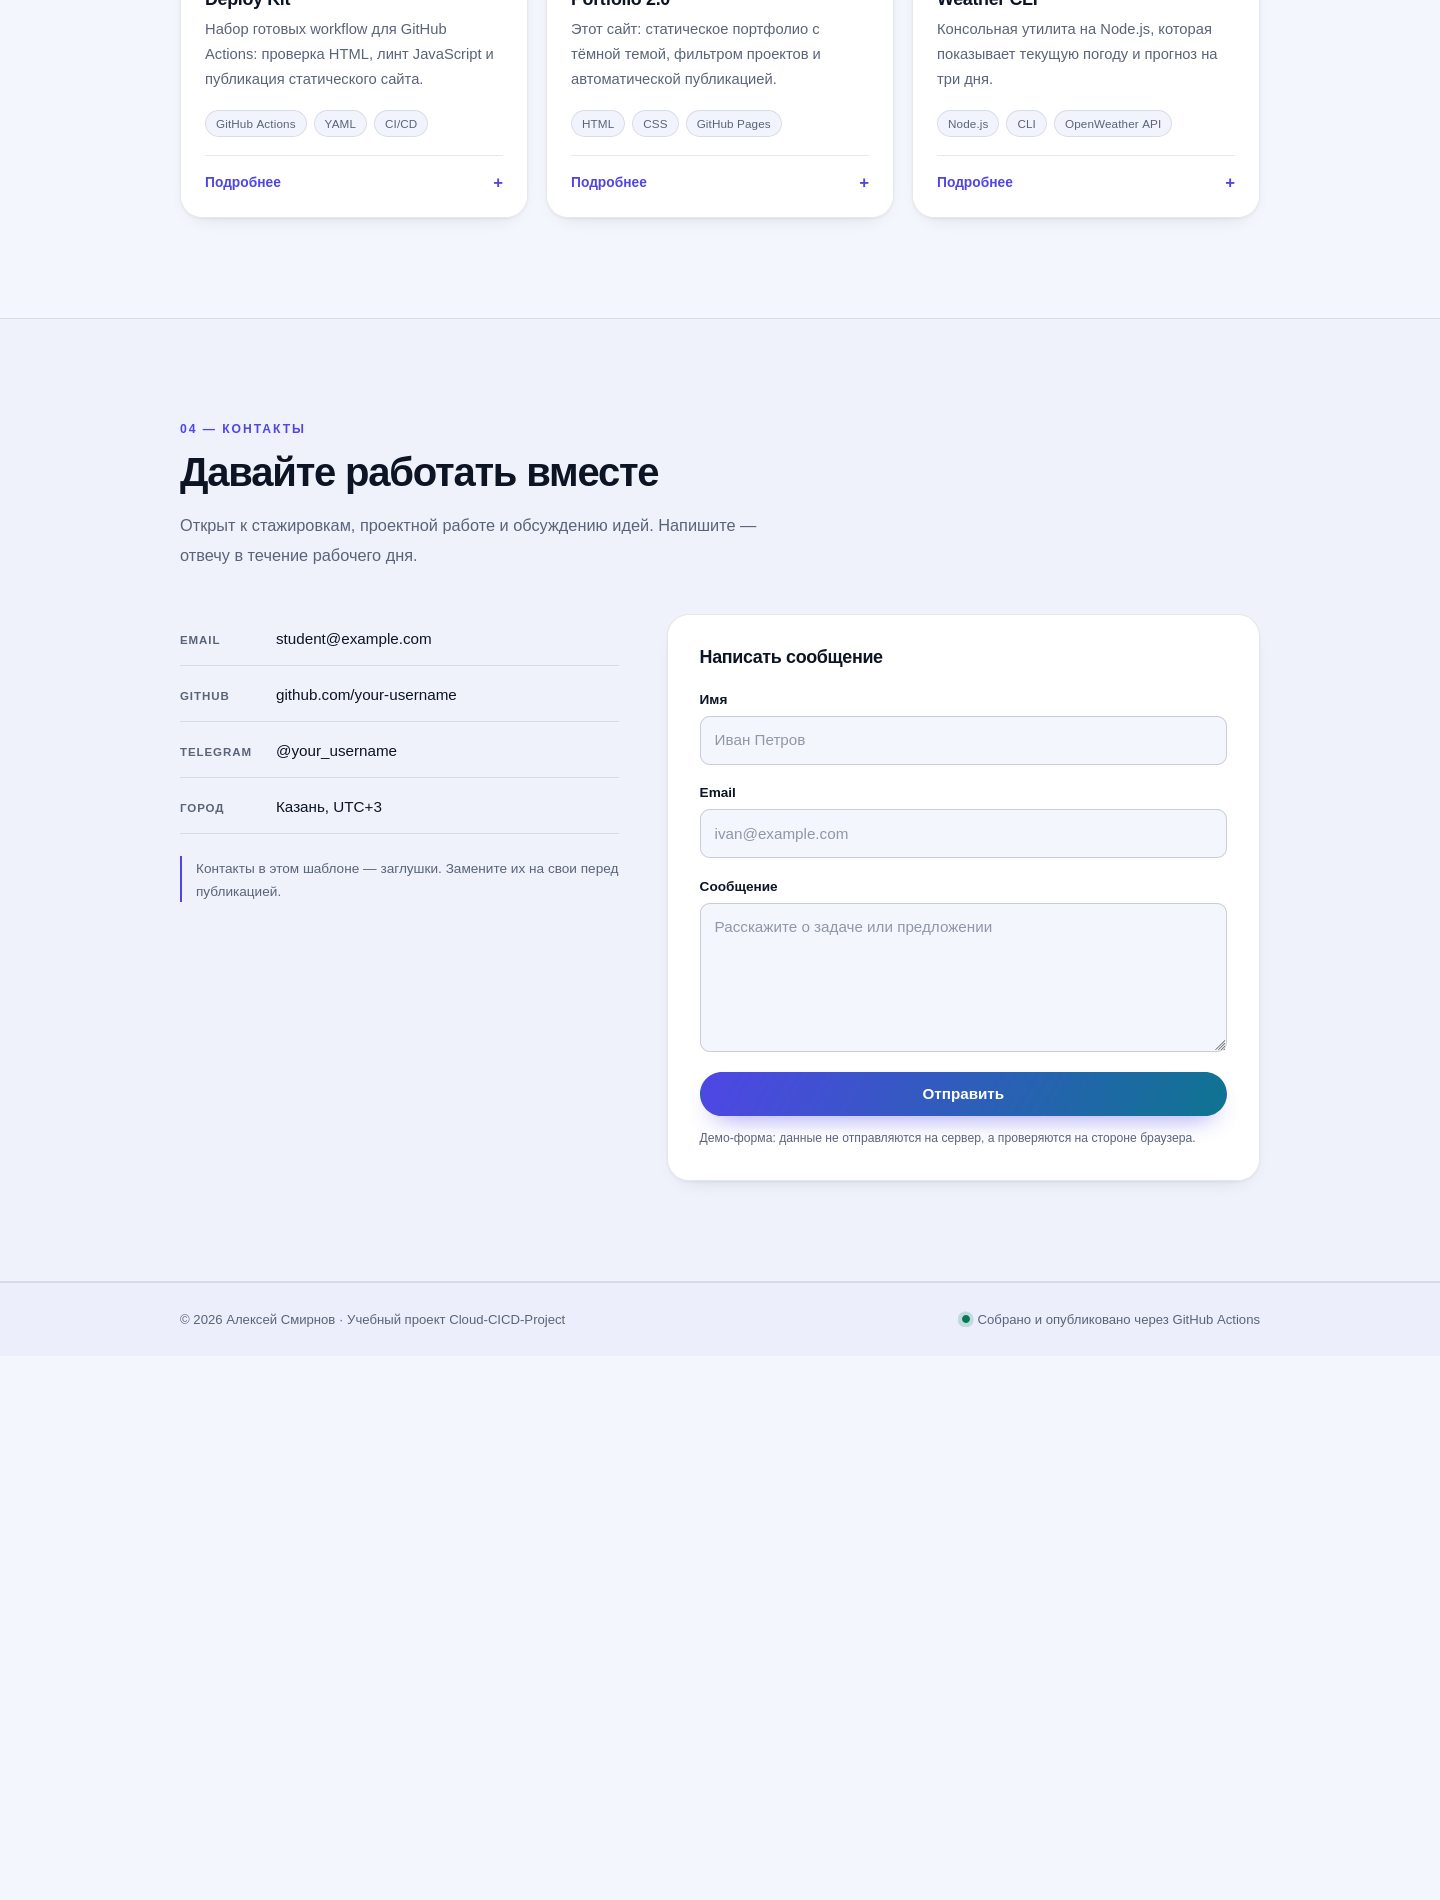 Deploy Kit
Набор готовых workflow для GitHub
Actions: проверка HTML, линт JavaScript и
публикация статического сайта.
GitHub Actions
YAML
CI/CD
Подробнее
+
Portfolio 2.0
Этот сайт: статическое портфолио с
тёмной темой, фильтром проектов и
автоматической публикацией.
HTML
CSS
GitHub Pages
Подробнее
+
Weather CLI
Консольная утилита на Node.js, которая
показывает текущую погоду и прогноз на
три дня.
Node.js
CLI
OpenWeather API
Подробнее
+
04 — КОНТАКТЫ
Давайте работать вместе
Открыт к стажировкам, проектной работе и обсуждению идей. Напишите —
отвечу в течение рабочего дня.
EMAIL student@example.com
GITHUB github.com/your-username
TELEGRAM @your_username
ГОРОД Казань, UTC+3
Контакты в этом шаблоне — заглушки. Замените их на свои перед
публикацией.
Написать сообщение
Имя
Иван Петров
Email
ivan@example.com
Сообщение
Расскажите о задаче или предложении
Отправить
Демо-форма: данные не отправляются на сервер, а проверяются на стороне браузера.
© 2026 Алексей Смирнов · Учебный проект Cloud-CICD-Project
Собрано и опубликовано через GitHub Actions